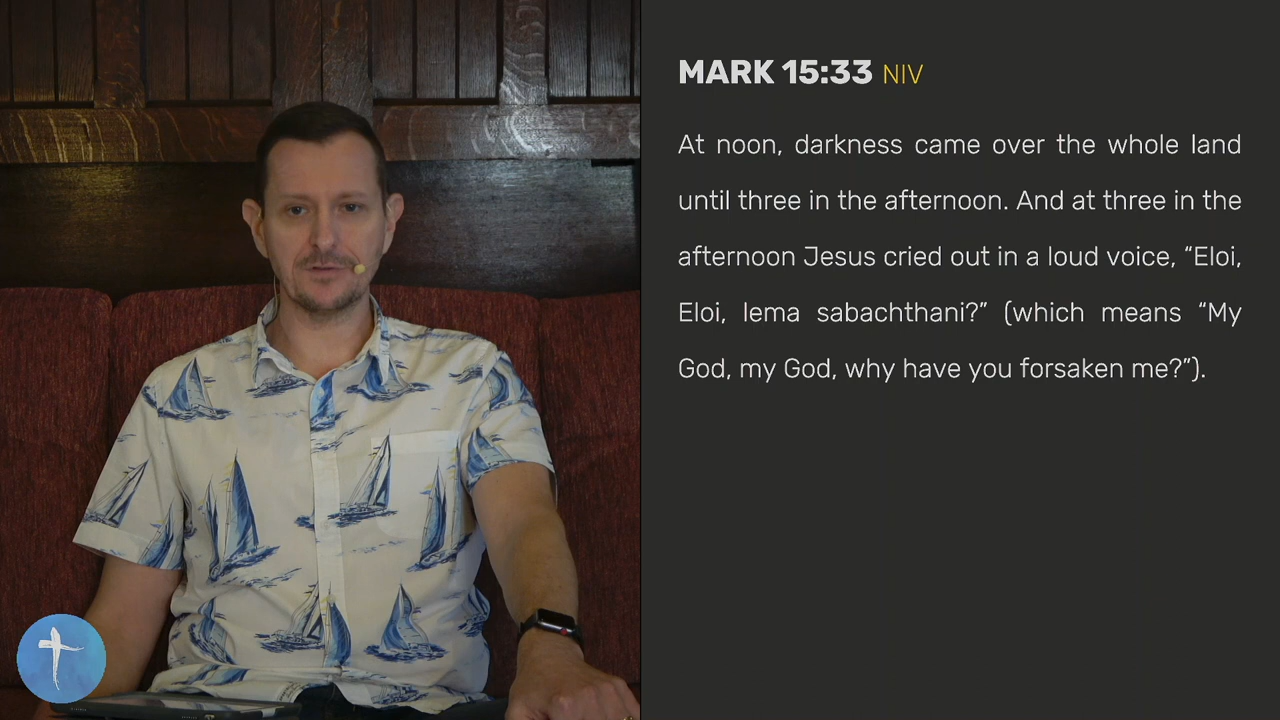 MARK 15:33 NIV
At noon, darkness came over the whole land
until three in the afternoon. And at three in the
afternoon Jesus cried out in a loud voice, “Eloi,
Eloi, lema sabachthani?” (which means “My
God, my God, why have you forsaken me?”).